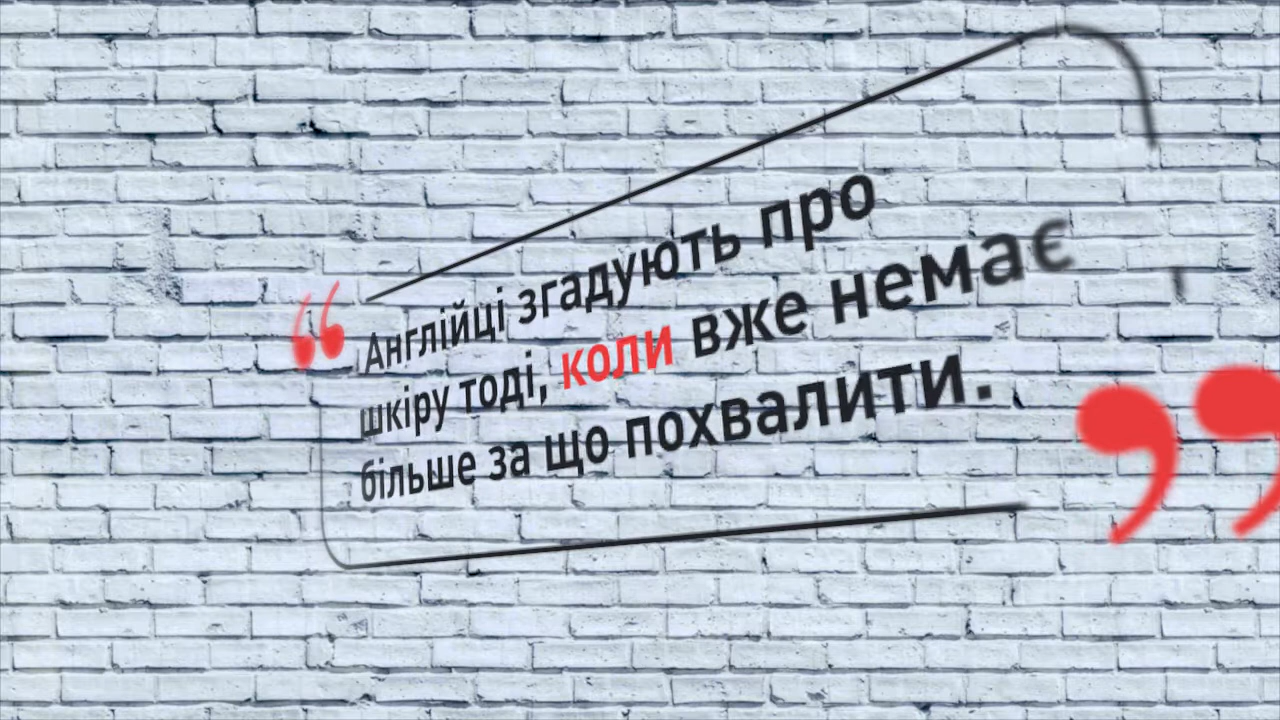 “Англійці згадують про
шкіру тоді, коли вже немає
більше за що похвалити.”